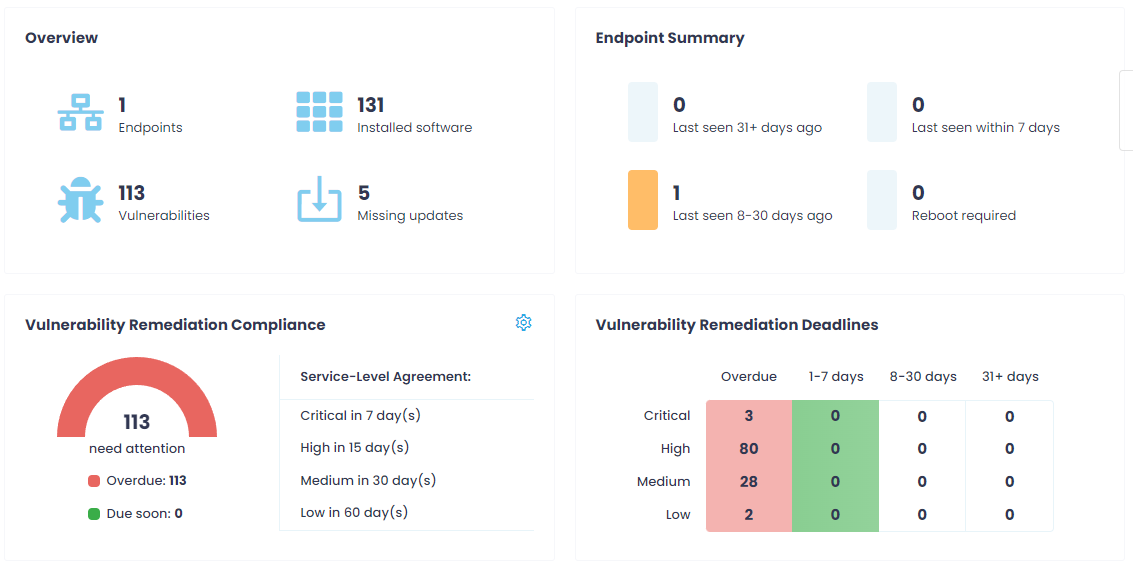 Overview
1
Endpoints
131
Installed software
113
Vulnerabilities
5
Missing updates
Endpoint Summary
0
Last seen 31+ days ago
0
Last seen within 7 days
1
Last seen 8-30 days ago
0
Reboot required
Vulnerability Remediation Compliance
113
need attention
Overdue: 113
Due soon: 0
Service-Level Agreement:
Critical in 7 day(s)
High in 15 day(s)
Medium in 30 day(s)
Low in 60 day(s)
Vulnerability Remediation Deadlines
Overdue 1-7 days 8-30 days 31+ days
Critical 3 0 0 0
High 80 0 0 0
Medium 28 0 0 0
Low 2 0 0 0